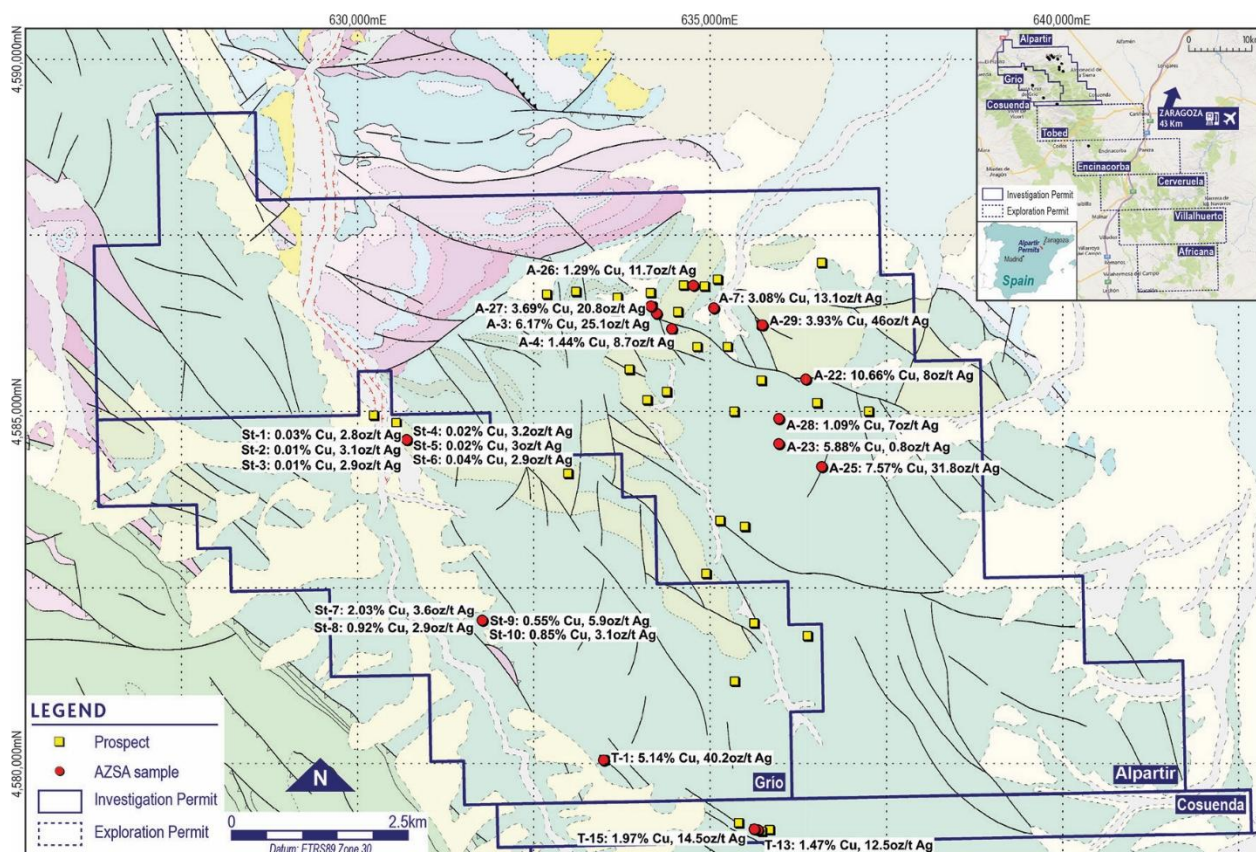 630,000mE
635,000mE
640,000mE
4,590,000mN
4,585,000mN
4,580,000mN
Alpartir
0
10km
Grío
Cosuenda
ZARAGOZA
43 Km
Tobed
Encinacorba
Cerveruela
Investigation Permit
Exploration Permit
Villalhuerto
Africana
Zaragoza
Alpartir
Permits
Madrid
Spain
A-26: 1.29% Cu, 11.7oz/t Ag
A-27: 3.69% Cu, 20.8oz/t Ag
A-3: 6.17% Cu, 25.1oz/t Ag
A-4: 1.44% Cu, 8.7oz/t Ag
A-7: 3.08% Cu, 13.1oz/t Ag
A-29: 3.93% Cu, 46oz/t Ag
A-22: 10.66% Cu, 8oz/t Ag
A-28: 1.09% Cu, 7oz/t Ag
A-23: 5.88% Cu, 0.8oz/t Ag
A-25: 7.57% Cu, 31.8oz/t Ag
St-1: 0.03% Cu, 2.8oz/t Ag
St-2: 0.01% Cu, 3.1oz/t Ag
St-3: 0.01% Cu, 2.9oz/t Ag
St-4: 0.02% Cu, 3.2oz/t Ag
St-5: 0.02% Cu, 3oz/t Ag
St-6: 0.04% Cu, 2.9oz/t Ag
St-7: 2.03% Cu, 3.6oz/t Ag
St-8: 0.92% Cu, 2.9oz/t Ag
St-9: 0.55% Cu, 5.9oz/t Ag
St-10: 0.85% Cu, 3.1oz/t Ag
T-1: 5.14% Cu, 40.2oz/t Ag
Grío
Alpartir
Cosuenda
T-15: 1.97% Cu, 14.5oz/t Ag
T-13: 1.47% Cu, 12.5oz/t Ag
LEGEND
Prospect
AZSA sample
Investigation Permit
Exploration Permit
N
0
2.5km
Datum: ETRS89 Zone 30